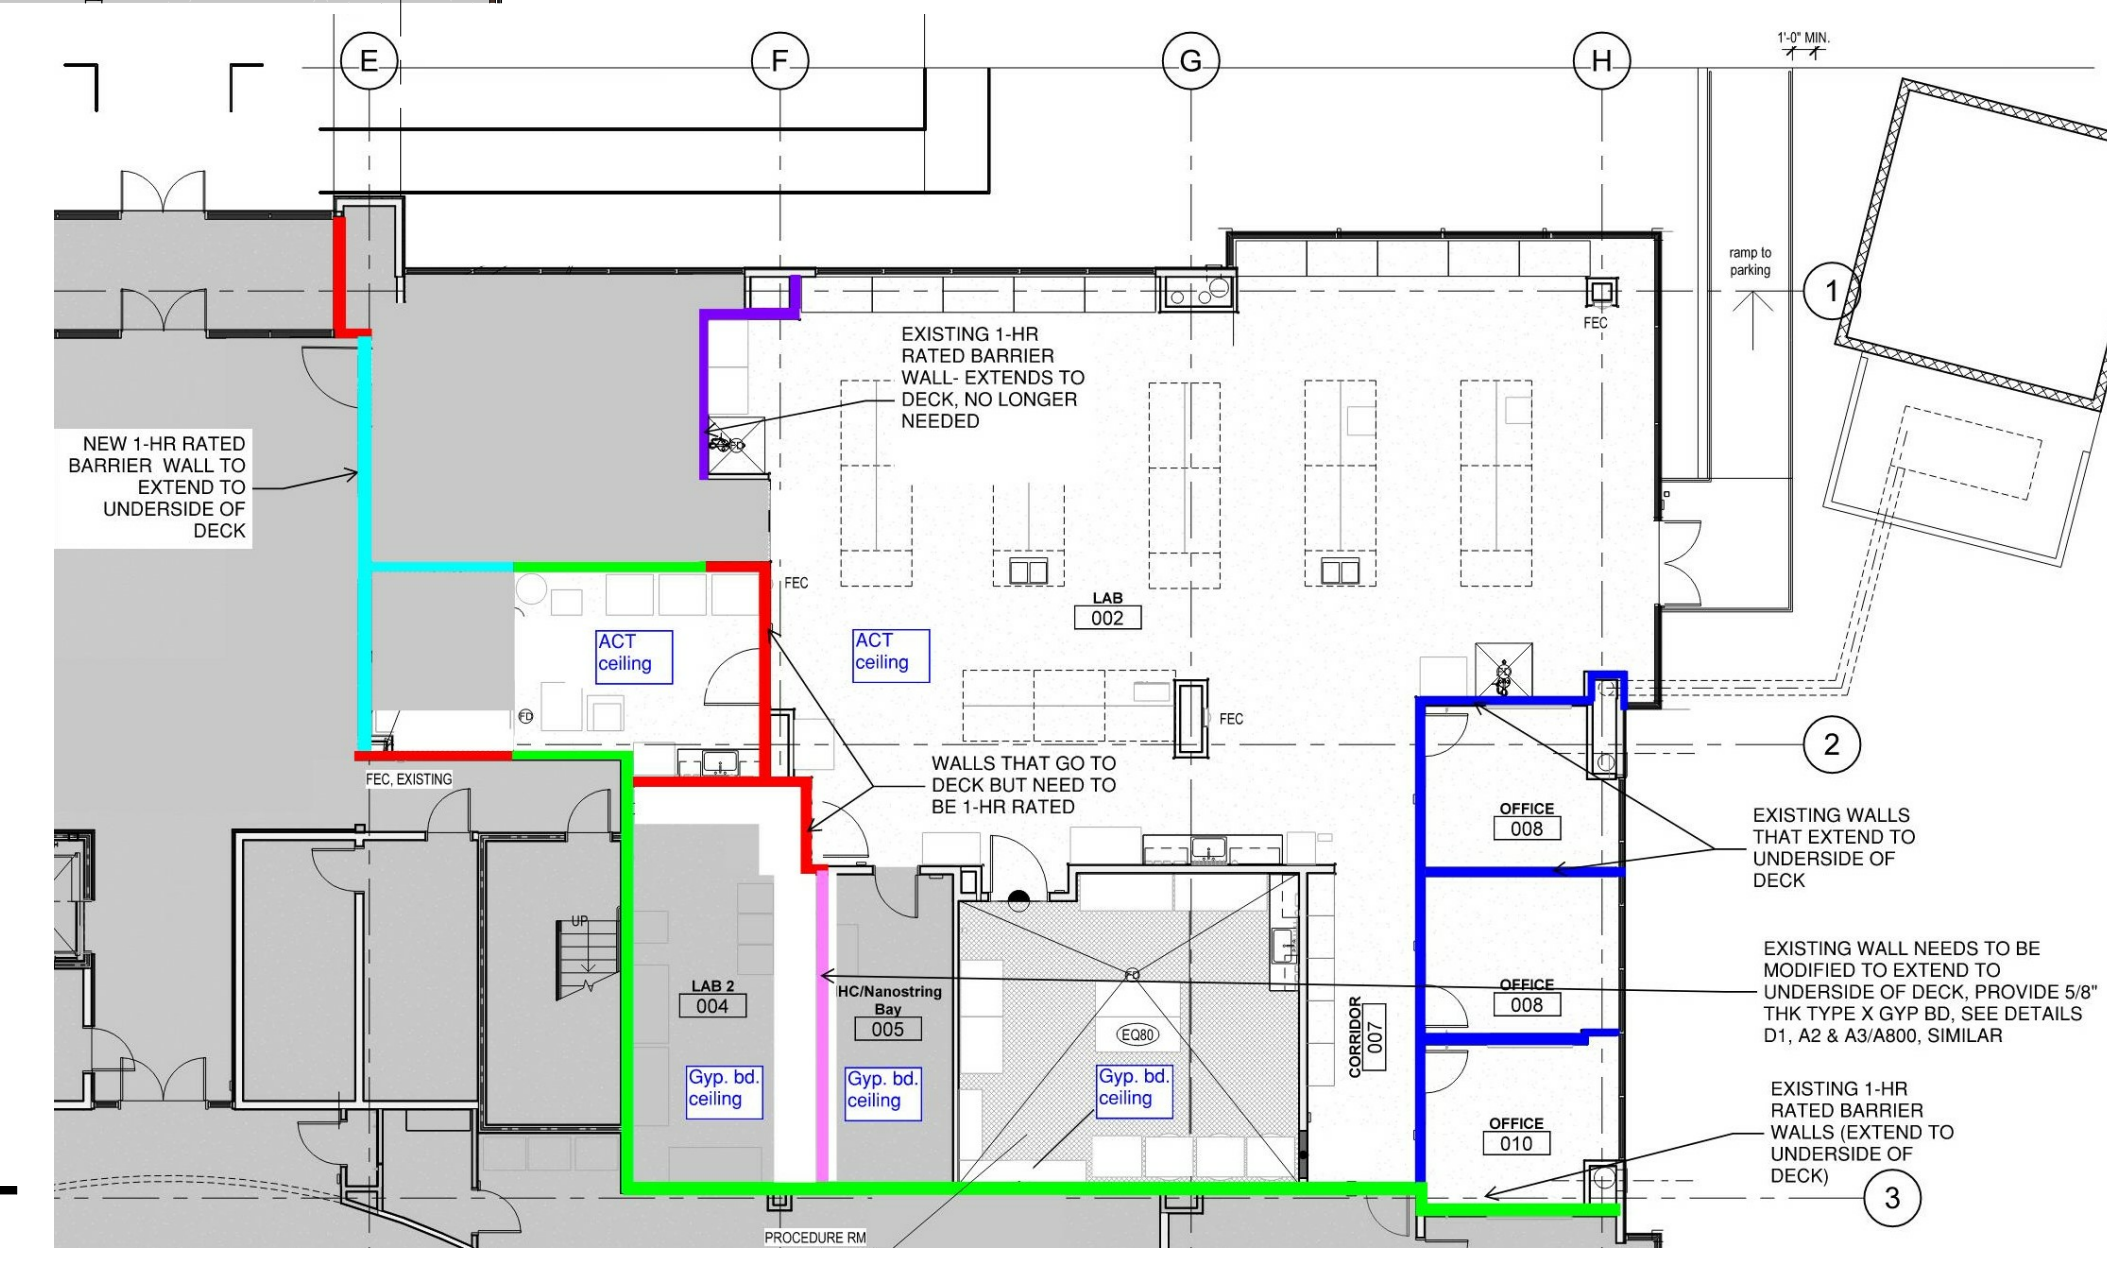 E
F
G
H
1'-0" MIN.
ramp to
parking
1
FEC
EXISTING 1-HR
RATED BARRIER
WALL- EXTENDS TO
DECK, NO LONGER
NEEDED
NEW 1-HR RATED
BARRIER WALL TO
EXTEND TO
UNDERSIDE OF
DECK
FEC
LAB
002
ACT
ceiling
ACT
ceiling
FD
FEC
2
WALLS THAT GO TO
DECK BUT NEED TO
BE 1-HR RATED
FEC, EXISTING
OFFICE
008
EXISTING WALLS
THAT EXTEND TO
UNDERSIDE OF
DECK
UP
LAB 2
004
HC/Nanostring
Bay
005
FD
EQ80
CORRIDOR
007
OFFICE
008
EXISTING WALL NEEDS TO BE
MODIFIED TO EXTEND TO
UNDERSIDE OF DECK, PROVIDE 5/8"
THK TYPE X GYP BD, SEE DETAILS
D1, A2 & A3/A800, SIMILAR
Gyp. bd.
ceiling
Gyp. bd.
ceiling
Gyp. bd.
ceiling
OFFICE
010
EXISTING 1-HR
RATED BARRIER
WALLS (EXTEND TO
UNDERSIDE OF
DECK)
3
PROCEDURE RM